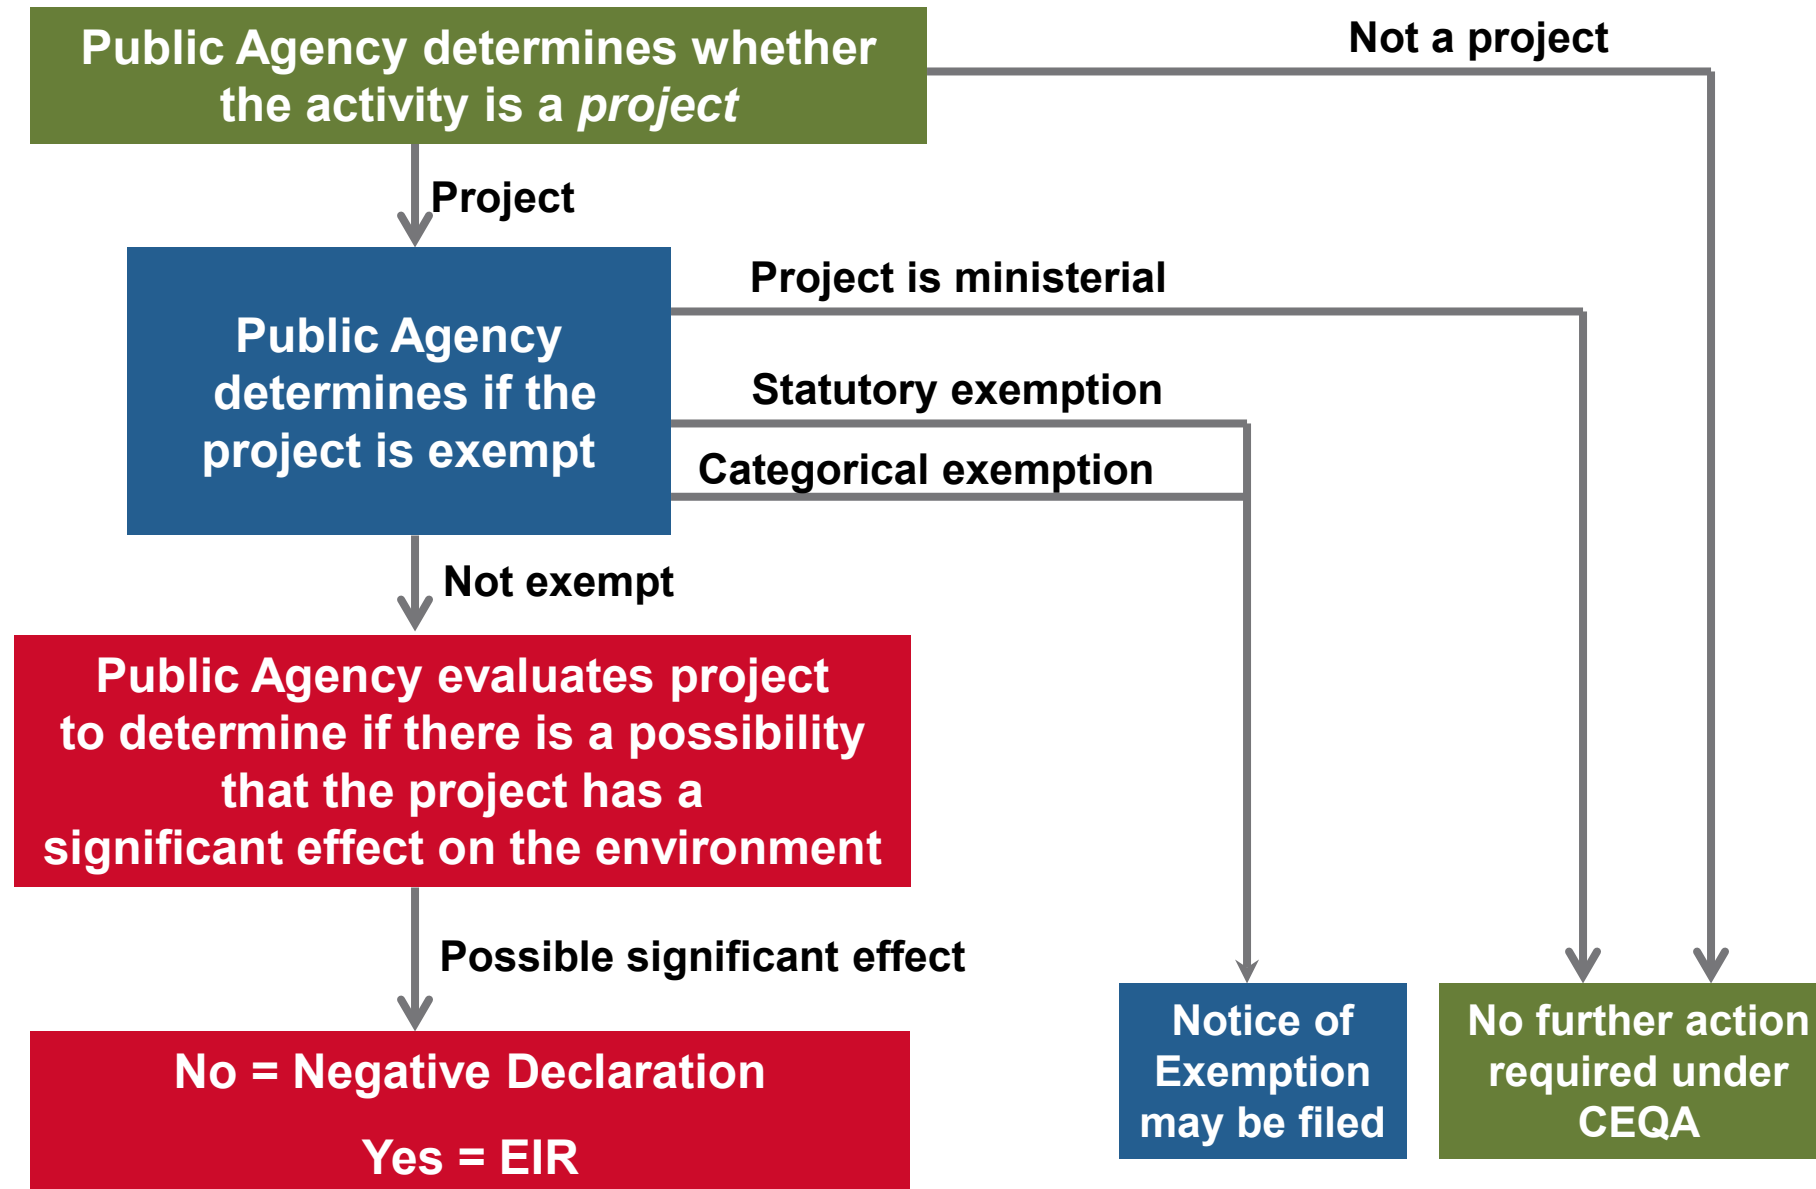 Public Agency determines whether
the activity is a project
Not a project
Project
Public Agency
determines if the
project is exempt
Project is ministerial
Statutory exemption
Categorical exemption
Not exempt
Public Agency evaluates project
to determine if there is a possibility
that the project has a
significant effect on the environment
Possible significant effect
No = Negative Declaration
Yes = EIR
Notice of
Exemption
may be filed
No further action
required under
CEQA